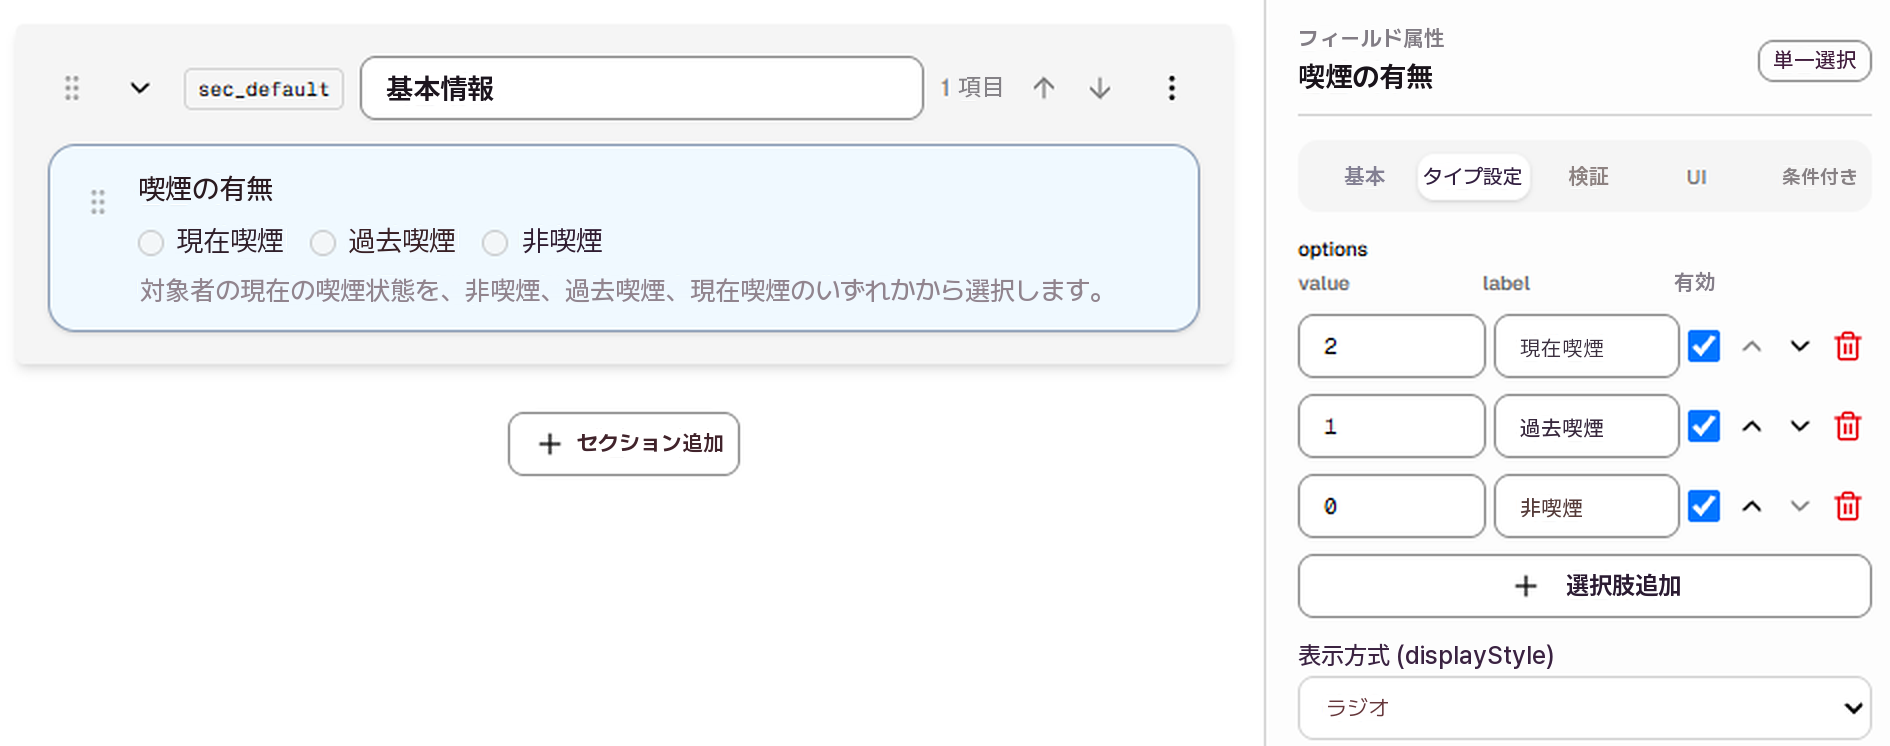 sec_default 基本情報 1 項目
喫煙の有無
現在喫煙 過去喫煙 非喫煙
対象者の現在の喫煙状態を、非喫煙、過去喫煙、現在喫煙のいずれかから選択します。
セクション追加
フィールド属性
喫煙の有無
単一選択
基本 タイプ設定 検証 UI 条件付き
options
value label 有効
2 現在喫煙
1 過去喫煙
0 非喫煙
選択肢追加
表示方式 (displayStyle)
ラジオ